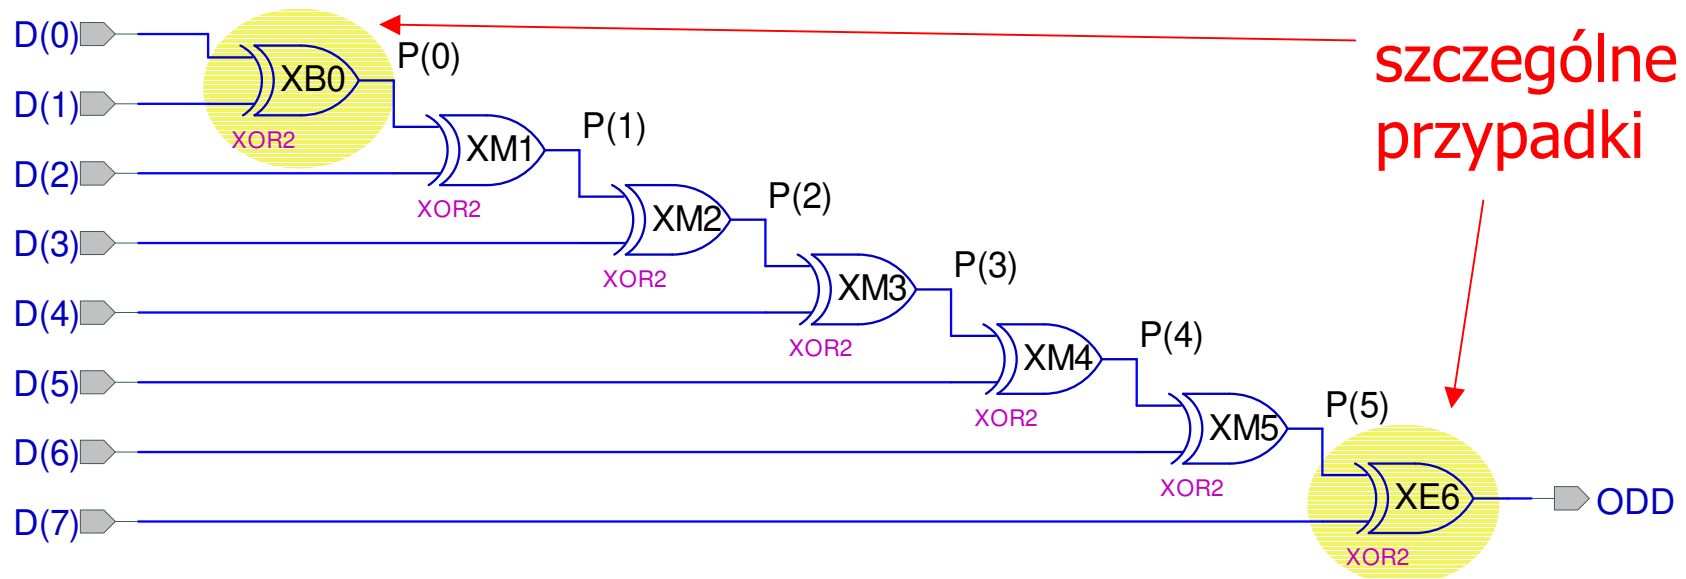 D(0)
P(0)
szczególne
przypadki
XB0
D(1)
XOR2
P(1)
XM1
D(2)
XOR2
P(2)
XM2
D(3)
XOR2
P(3)
XM3
D(4)
XOR2
P(4)
XM4
D(5)
XOR2
P(5)
XM5
D(6)
XOR2
XE6
ODD
D(7)
XOR2